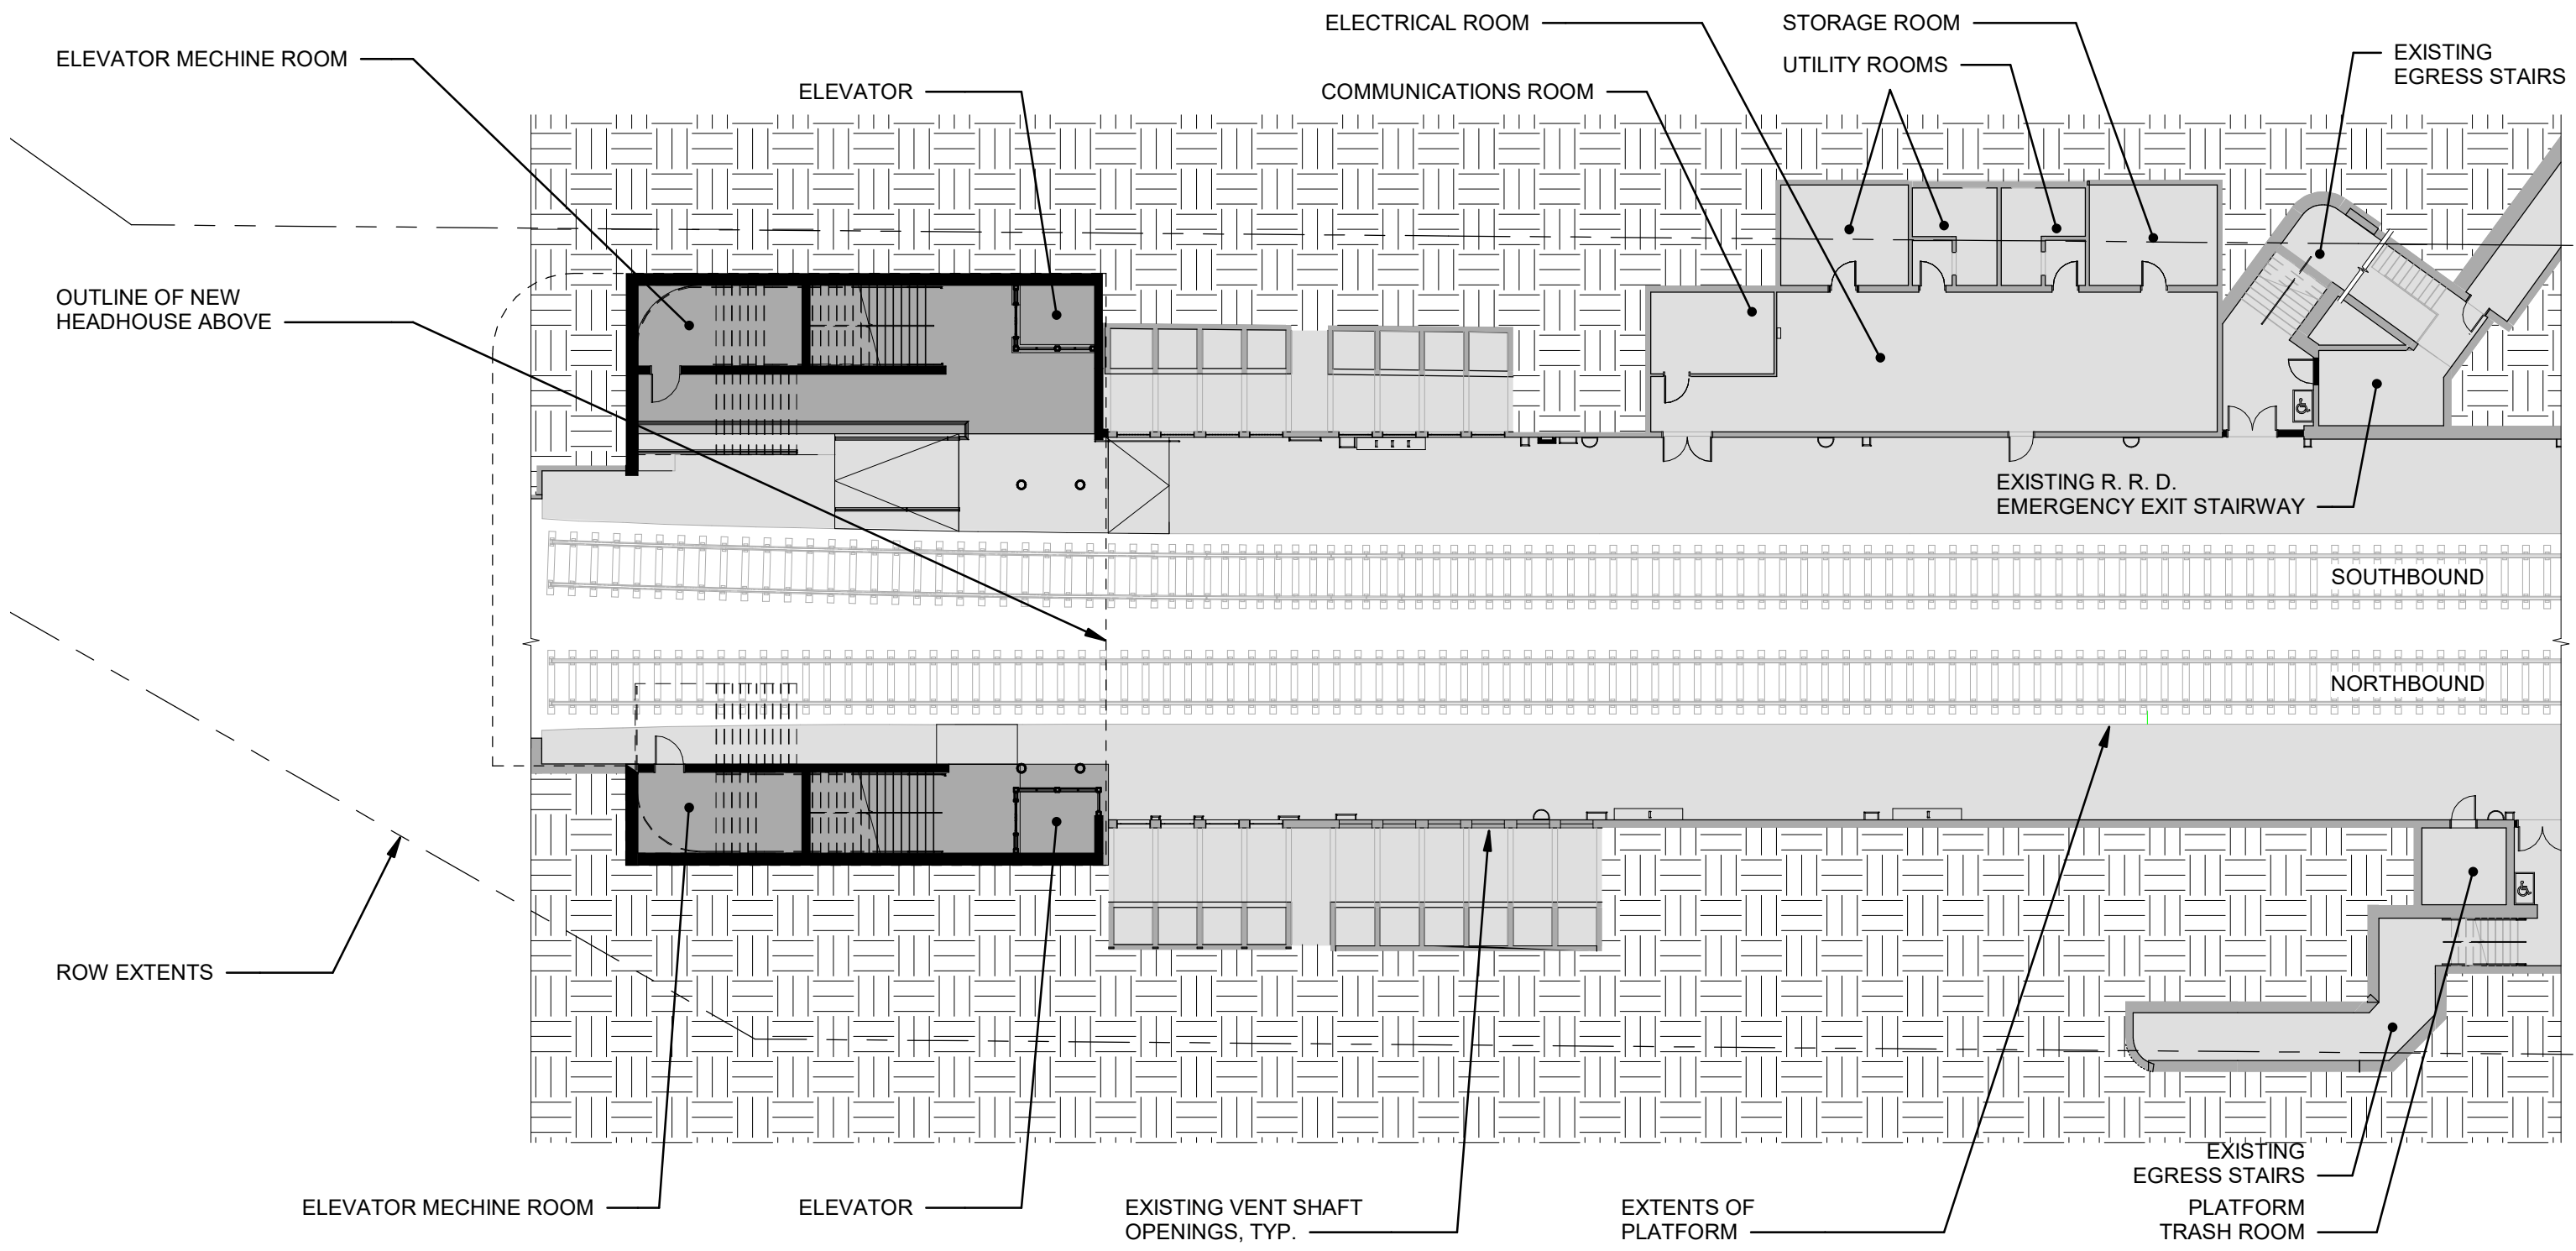 ELECTRICAL ROOM
STORAGE ROOM
EXISTING
EGRESS STAIRS
ELEVATOR MECHINE ROOM
UTILITY ROOMS
ELEVATOR
COMMUNICATIONS ROOM
OUTLINE OF NEW
HEADHOUSE ABOVE
EXISTING R. R. D.
EMERGENCY EXIT STAIRWAY
SOUTHBOUND
NORTHBOUND
ROW EXTENTS
ELEVATOR MECHINE ROOM
ELEVATOR
EXISTING VENT SHAFT
OPENINGS, TYP.
EXTENTS OF
PLATFORM
EXISTING
EGRESS STAIRS
PLATFORM
TRASH ROOM